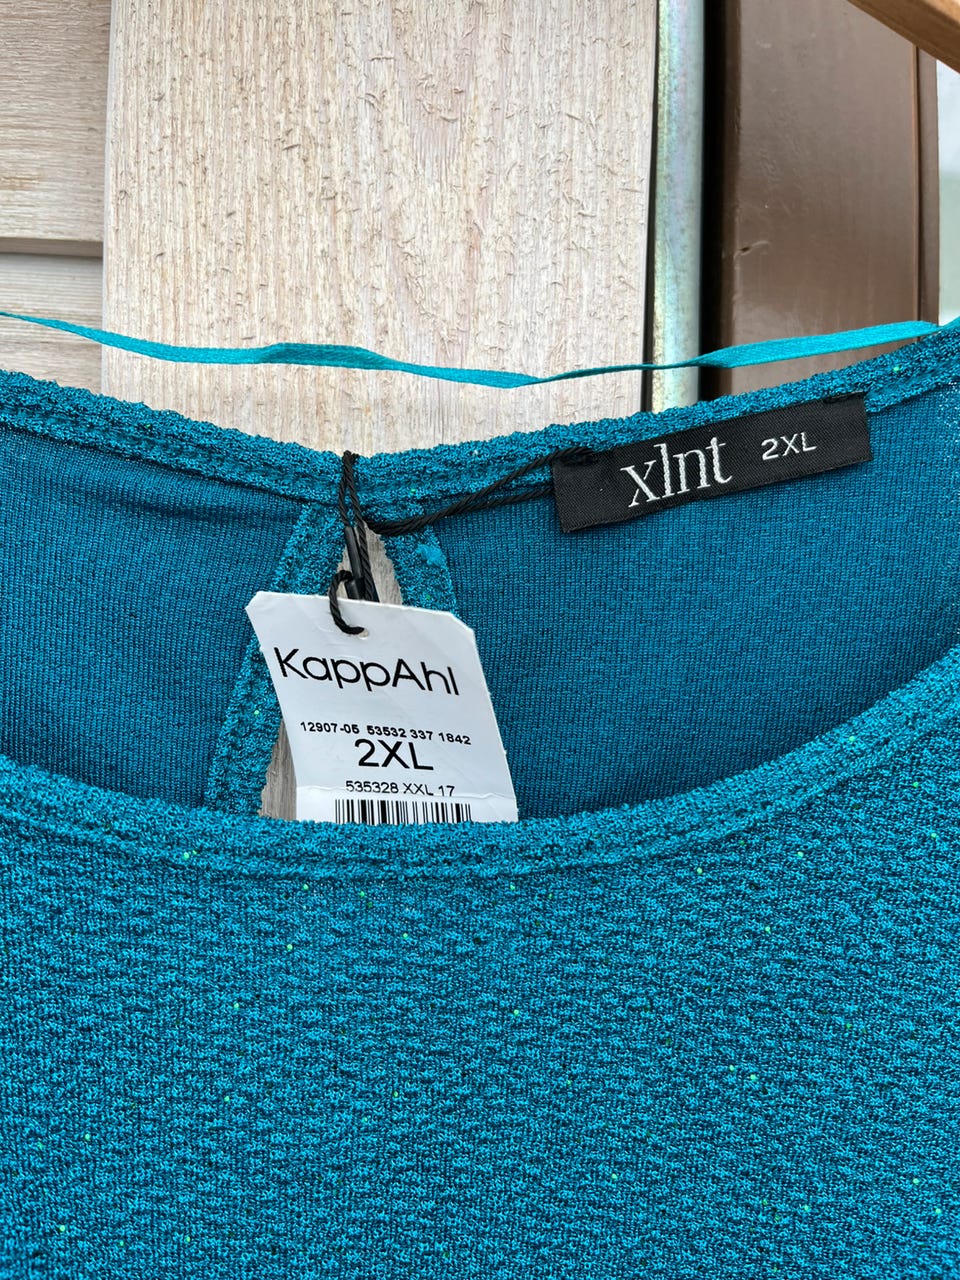 xlnt 2XL
KappAhl
12907-05 53532 337 1842
2XL
535328 XXL 17